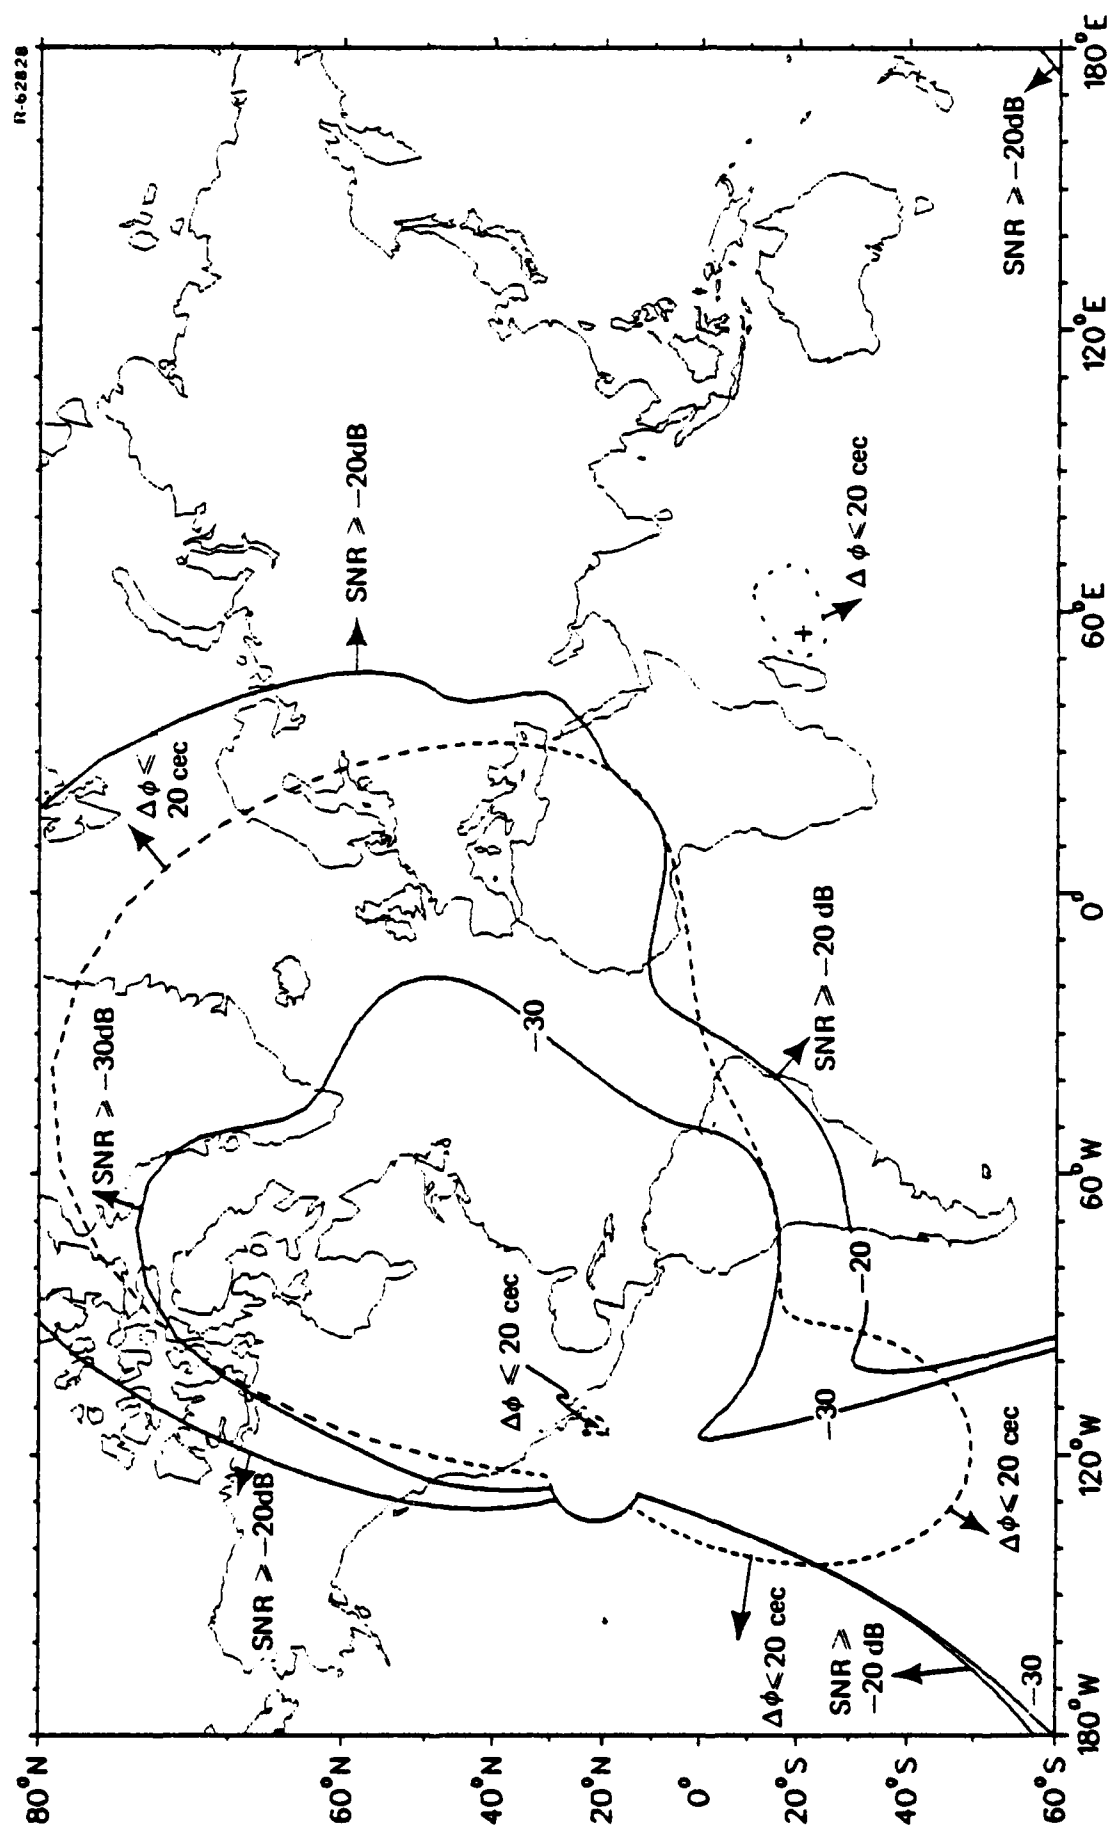 R-62828
80°N
60°N
40°N
20°N
0°
20°S
40°S
60°S
180°W
120°W
60°W
0°
60°E
120°E
180°E
SNR ⩾ −30dB
Δϕ ⩽
20 cec
SNR ⩾ −20dB
SNR ⩾ −20dB
−30
Δϕ ⩽ 20 cec
Δϕ ⩽ 20 cec
SNR ⩾ −20 dB
−20
−30
Δϕ ⩽ 20 cec
Δϕ ⩽ 20 cec
SNR ⩾
−20 dB
−30
SNR ⩾ −20dB